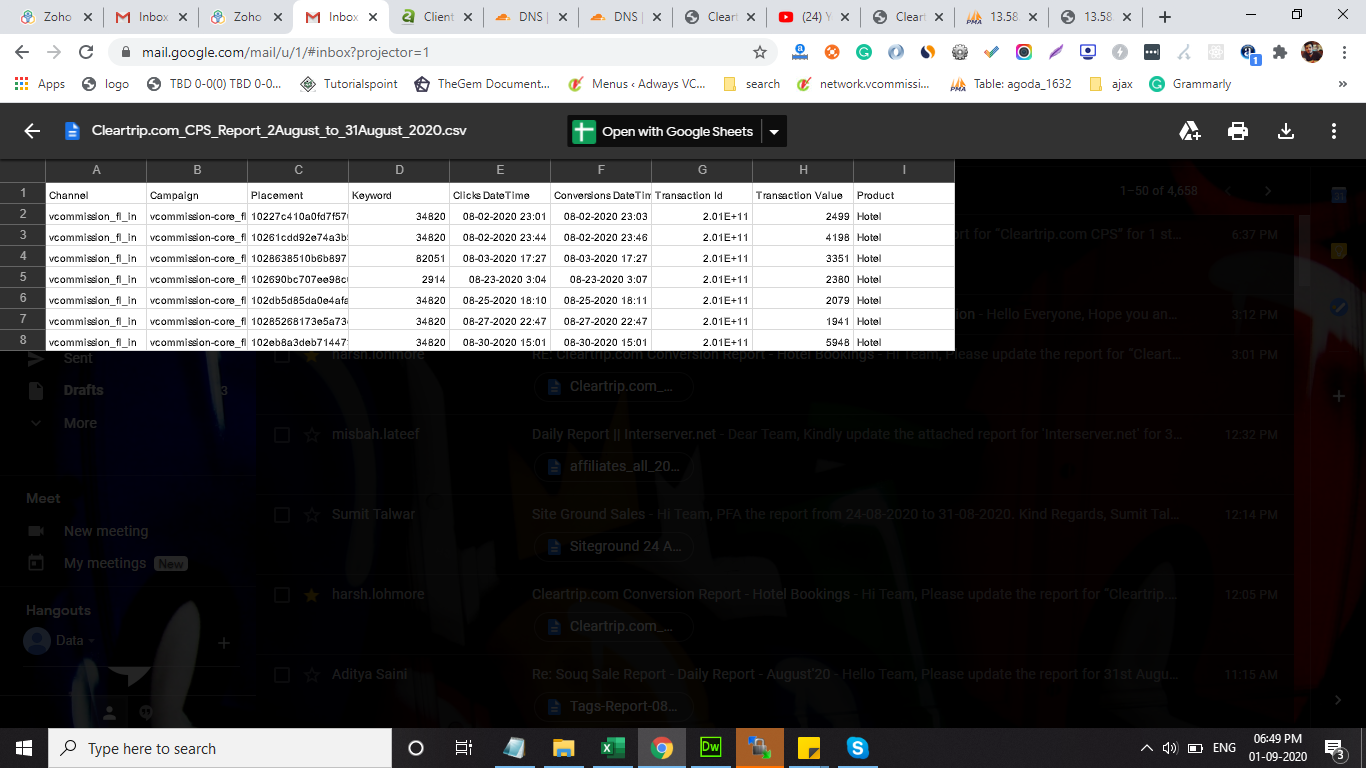 Zoho
Inbox
Zoho
Inbox
Client
DNS |
DNS |
Cleart
(24) Y
Cleart
13.58
13.58
mail.google.com/mail/u/1/#inbox?projector=1
Apps
logo
TBD 0-0(0) TBD 0-0...
Tutorialspoint
TheGem Document...
Menus ‹ Adways VC...
search
network.vcommissi...
Table: agoda_1632
ajax
Grammarly
»
Cleartrip.com_CPS_Report_2August_to_31August_2020.csv
Open with Google Sheets
A B C D E F G H I
1 Channel Campaign Placement Keyword Clicks DateTime Conversions DateTim Transaction Id Transaction Value Product
2 vcommission_fl_in vcommission-core_fl 10227c410a0fd7f57 34820 08-02-2020 23:01 08-02-2020 23:03 2.01E+11 2499 Hotel
3 vcommission_fl_in vcommission-core_fl 10261cdd92e74a3b 34820 08-02-2020 23:44 08-02-2020 23:46 2.01E+11 4198 Hotel
4 vcommission_fl_in vcommission-core_fl 1028638510b6b897 82051 08-03-2020 17:27 08-03-2020 17:27 2.01E+11 3351 Hotel
5 vcommission_fl_in vcommission-core_fl 102690bc707ee98c 2914 08-23-2020 3:04 08-23-2020 3:07 2.01E+11 2380 Hotel
6 vcommission_fl_in vcommission-core_fl 102db5d85da0e4afa 34820 08-25-2020 18:10 08-25-2020 18:11 2.01E+11 2079 Hotel
7 vcommission_fl_in vcommission-core_fl 10285268173e5a73 34820 08-27-2020 22:47 08-27-2020 22:47 2.01E+11 1941 Hotel
8 vcommission_fl_in vcommission-core_fl 102eb8a3deb71447 34820 08-30-2020 15:01 08-30-2020 15:01 2.01E+11 5948 Hotel
1–50 of 4,658
rt for "Cleartrip.com CPS" for 1 st... 6:37 PM
ion - Hello Everyone, Hope you an... 3:12 PM
Sent
harsh.lohmore RE: Cleartrip.com Conversion Report - Hotel Bookings - Hi Team, Please update the report for "Cleart... 3:01 PM
Drafts 3
Cleartrip.com_...
More
misbah.lateef Daily Report || Interserver.net - Dear Team, Kindly update the attached report for 'Interserver.net' for 3... 12:32 PM
affiliates_all_20...
Meet
New meeting
My meetings New
Sumit Talwar Site Ground Sales - Hi Team, PFA the report from 24-08-2020 to 31-08-2020. Kind Regards, Sumit Tal... 12:14 PM
Siteground 24 A...
Hangouts
Data
harsh.lohmore Cleartrip.com Conversion Report - Hotel Bookings - Hi Team, Please update the report for "Cleartrip.... 12:05 PM
Cleartrip.com_...
Aditya Saini Re: Souq Sale Report - Daily Report - August'20 - Hello Team, Please update the report for 31st Augu... 11:15 AM
Tags-Report-08...
Type here to search
Dw
ENG
06:49 PM
01-09-2020
3